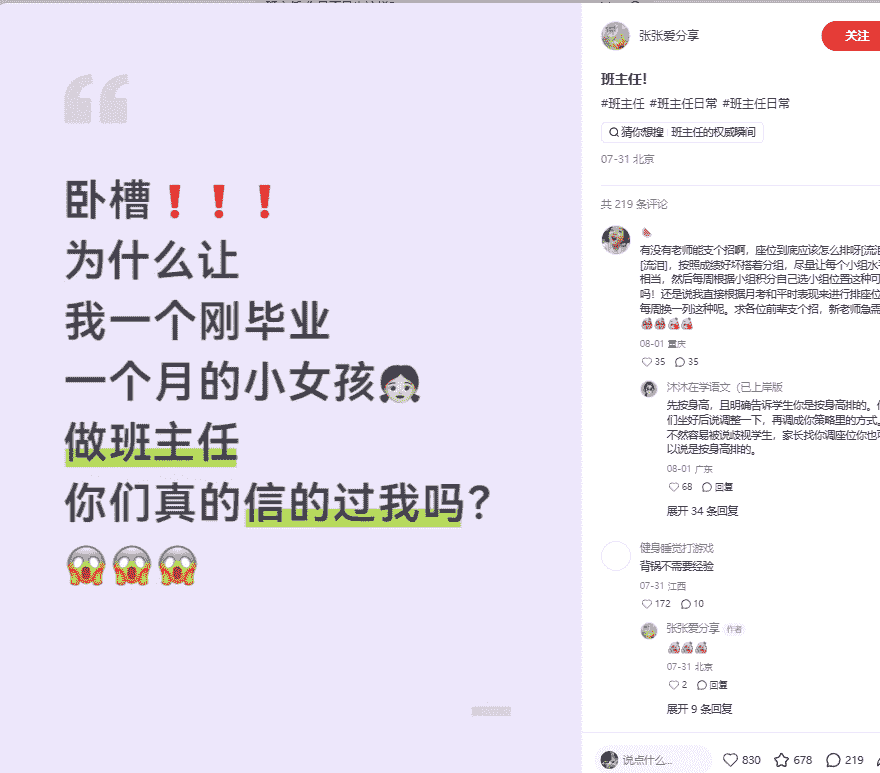 卧槽❗❗❗
为什么让
我一个刚毕业
一个月的小女孩👧
做班主任
你们真的信的过我吗?
😱😱😱
张张爱分享
关注
班主任!
#班主任 #班主任日常 #班主任日常
猜你想搜 班主任的权威瞬间
07-31 北京
共 219 条评论
🍉
有没有老师能支个招啊，座位到底应该怎么排呀[流泪
[流泪]，按照成绩好坏搭着分组，尽量让每个小组水平
相当，然后每周根据小组积分自己选小组位置这种可
吗！还是说我直接根据月考和平时表现来进行排座位
每周换一列这种呢。求各位前辈支个招，新老师急需
08-01 重庆
35 35
沐沐在学语文（已上岸版
先按身高，且明确告诉学生你是按身高排的。
们坐好后说调整一下，再调成你策略里的方式。
不然容易被说歧视学生，家长找你调座位你也可
以说是按身高排的。
08-01 广东
68 回复
展开 34 条回复
健身睡觉打游戏
背锅不需要经验
07-31 江西
172 10
张张爱分享 作者
07-31 北京
2 回复
展开 9 条回复
说点什么... 830 678 219